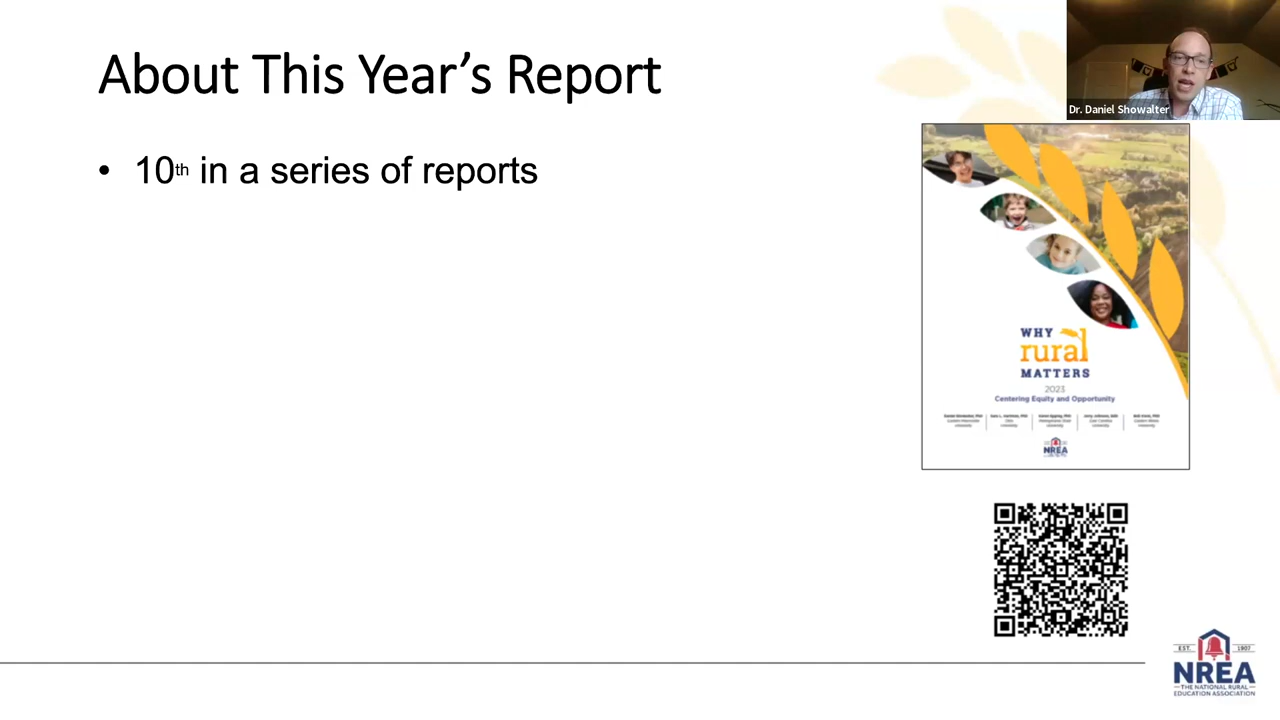 About This Year's Report
• 10th in a series of reports
Dr. Daniel Showalter
WHY
rural
MATTERS
2023
Centering Equity and Opportunity
NREA
EST. 1907
NREA
THE NATIONAL RURAL
EDUCATION ASSOCIATION